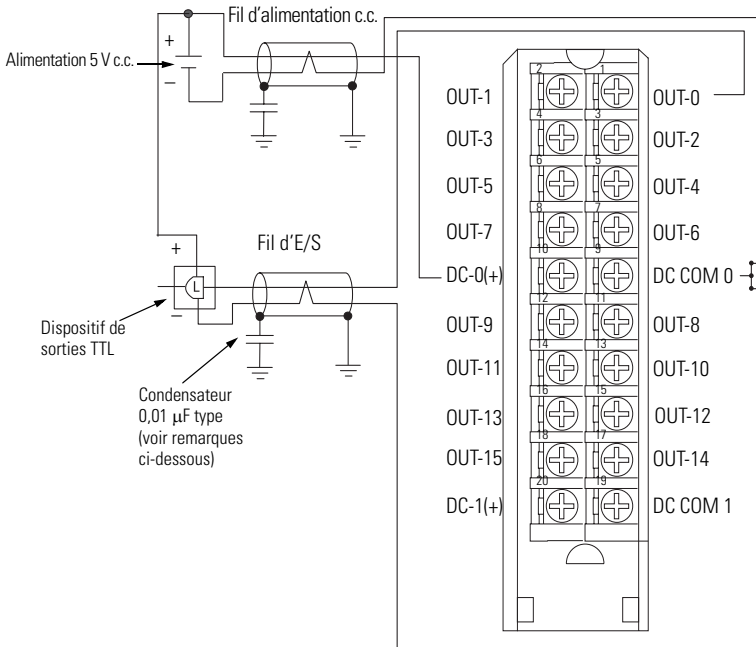 Fil d'alimentation c.c.
+
Alimentation 5 V c.c.
−
Fil d'E/S
+
L
−
Dispositif de
sorties TTL
Condensateur
0,01 µF type
(voir remarques
ci-dessous)
2 1
OUT-1 OUT-0
4 3
OUT-3 OUT-2
6 5
OUT-5 OUT-4
8 7
OUT-7 OUT-6
10 9
DC-0(+) DC COM 0
12 11
OUT-9 OUT-8
14 13
OUT-11 OUT-10
16 15
OUT-13 OUT-12
18 17
OUT-15 OUT-14
20 19
DC-1(+) DC COM 1